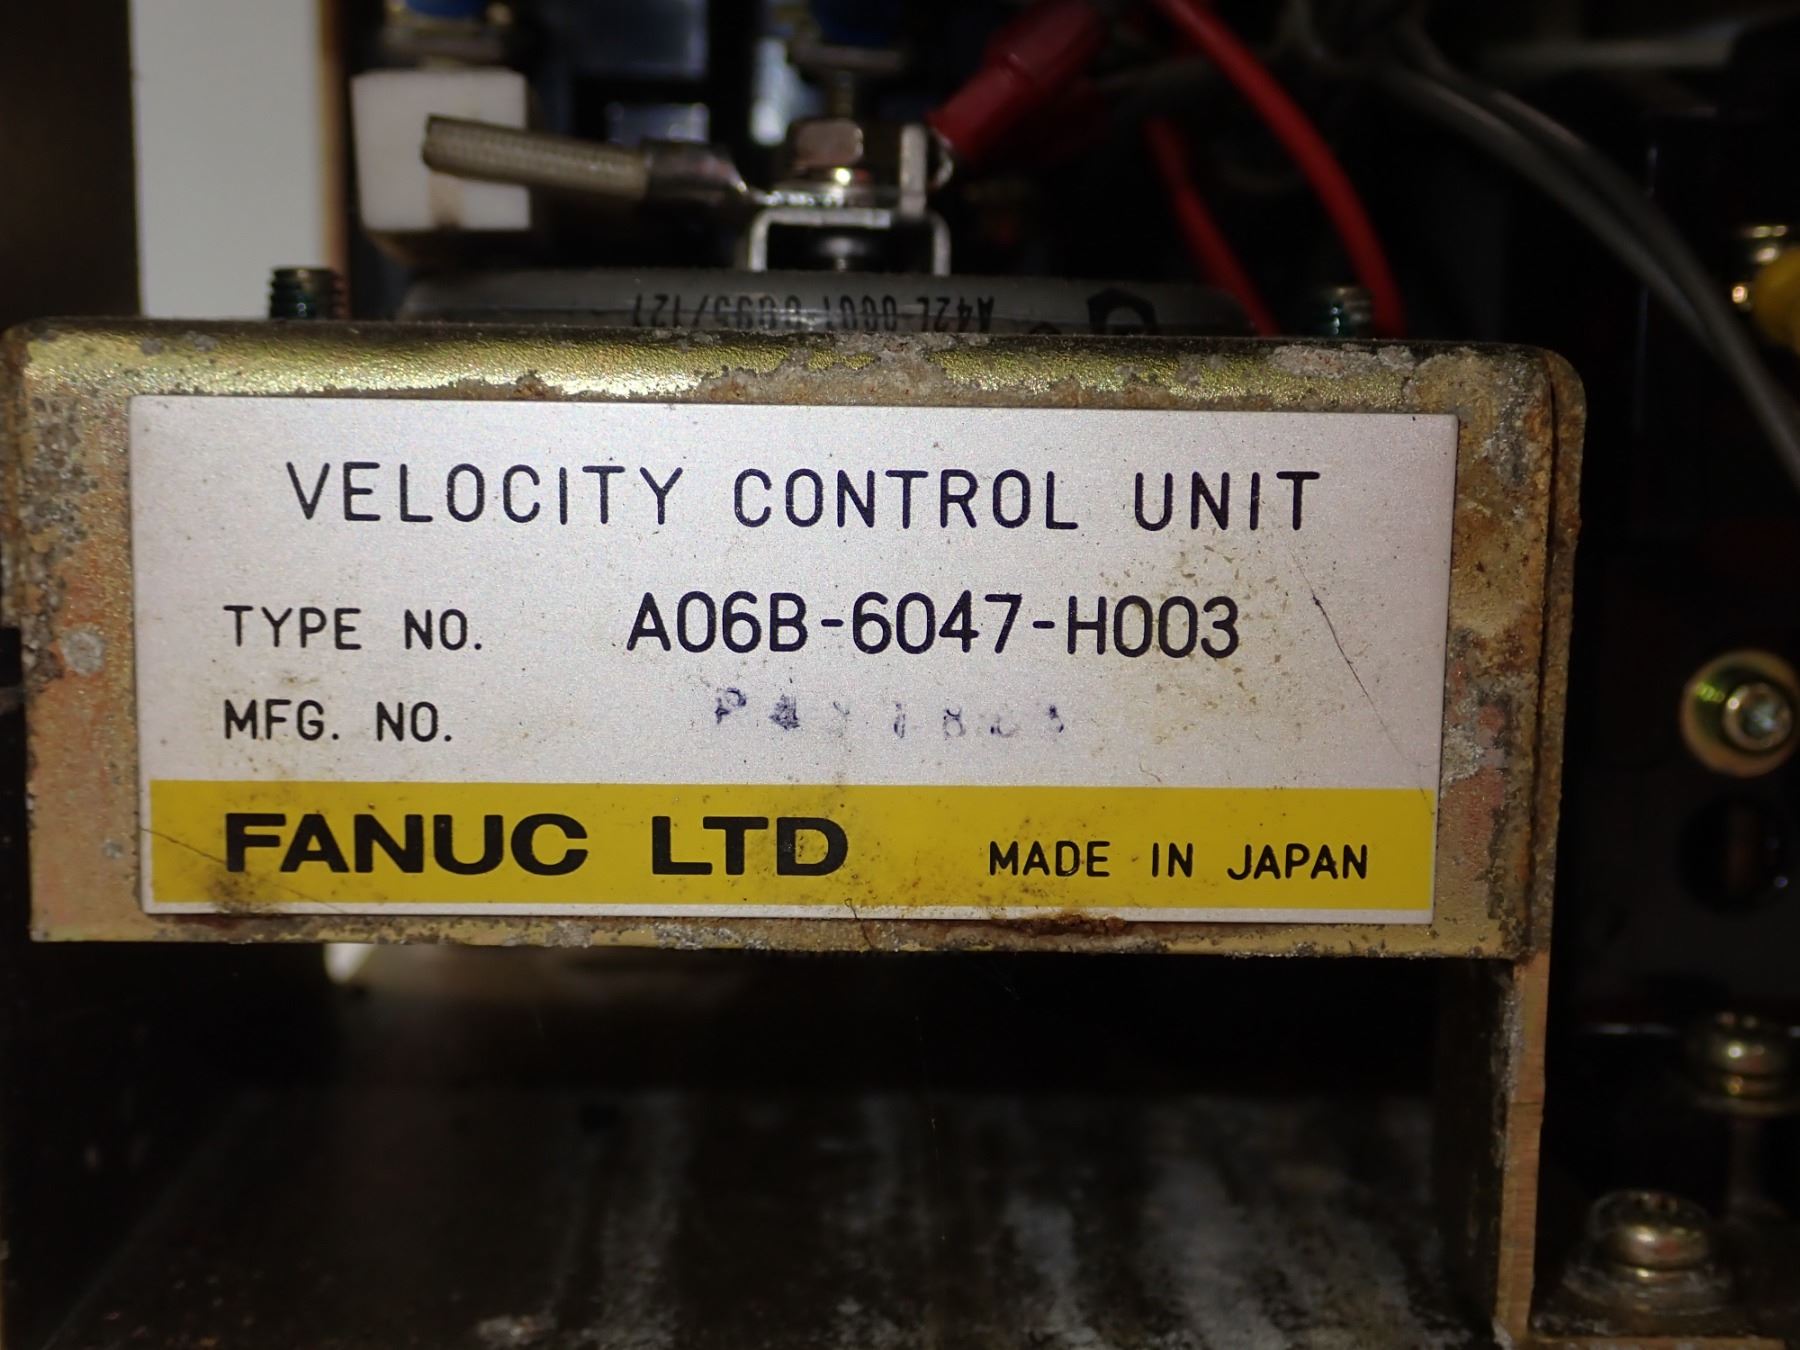 VELOCITY CONTROL UNIT
TYPE NO. A06B-6047-H003
MFG. NO.
FANUC LTD MADE IN JAPAN